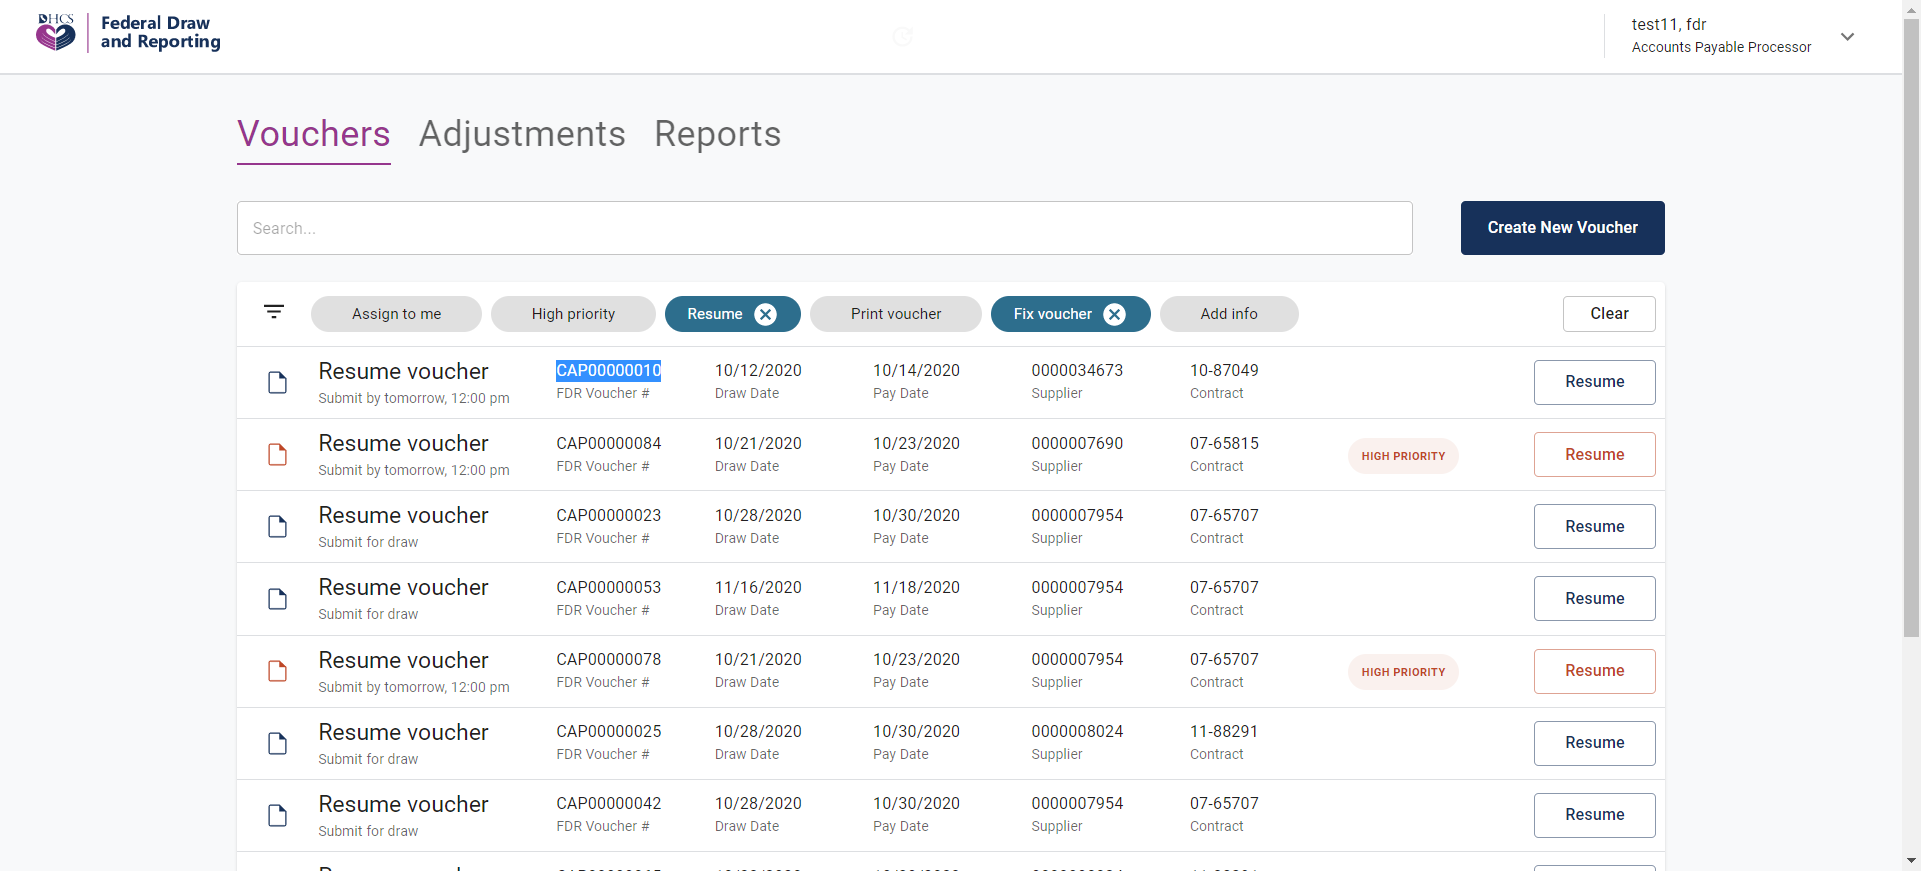 DHCS
Federal Draw
and Reporting
test11, fdr
Accounts Payable Processor
Vouchers Adjustments Reports
Search...
Create New Voucher
Assign to me High priority Resume Print voucher Fix voucher Add info Clear
Resume voucher CAP00000010 10/12/2020 10/14/2020 0000034673 10-87049 Resume
Submit by tomorrow, 12:00 pm FDR Voucher # Draw Date Pay Date Supplier Contract
Resume voucher CAP00000084 10/21/2020 10/23/2020 0000007690 07-65815 HIGH PRIORITY Resume
Submit by tomorrow, 12:00 pm FDR Voucher # Draw Date Pay Date Supplier Contract
Resume voucher CAP00000023 10/28/2020 10/30/2020 0000007954 07-65707 Resume
Submit for draw FDR Voucher # Draw Date Pay Date Supplier Contract
Resume voucher CAP00000053 11/16/2020 11/18/2020 0000007954 07-65707 Resume
Submit for draw FDR Voucher # Draw Date Pay Date Supplier Contract
Resume voucher CAP00000078 10/21/2020 10/23/2020 0000007954 07-65707 HIGH PRIORITY Resume
Submit by tomorrow, 12:00 pm FDR Voucher # Draw Date Pay Date Supplier Contract
Resume voucher CAP00000025 10/28/2020 10/30/2020 0000008024 11-88291 Resume
Submit for draw FDR Voucher # Draw Date Pay Date Supplier Contract
Resume voucher CAP00000042 10/28/2020 10/30/2020 0000007954 07-65707 Resume
Submit for draw FDR Voucher # Draw Date Pay Date Supplier Contract